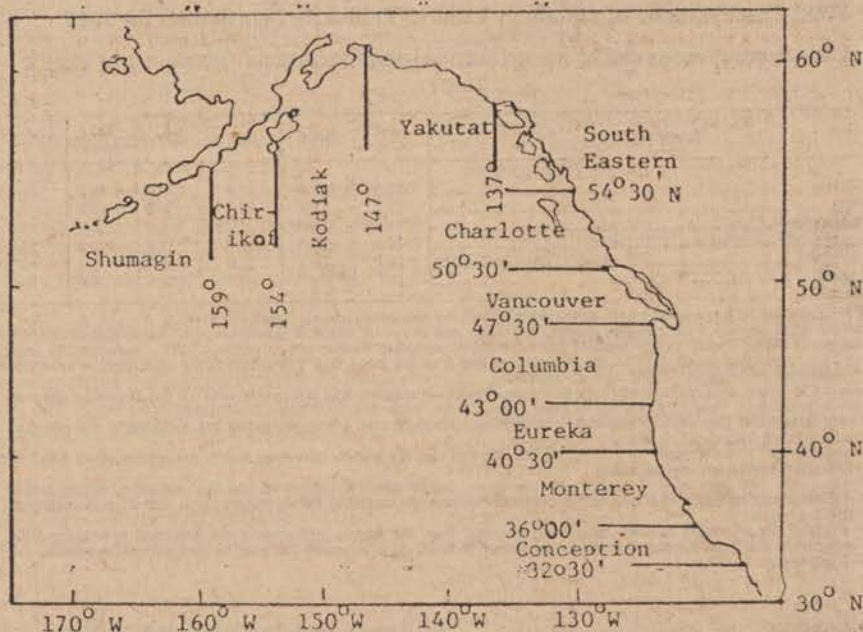 60° N
Yakutat
South
Eastern
54°30' N
137°
147°
Kodiak
Chir-
ikof
Shumagin
159°
154°
Charlotte
50°30'
50° N
Vancouver
47°30'
Columbia
43°00'
Eureka
40°30'
40° N
Monterey
36°00'
Conception
32°30'
30° N
170° W
160° W
150° W
140° W
130° W